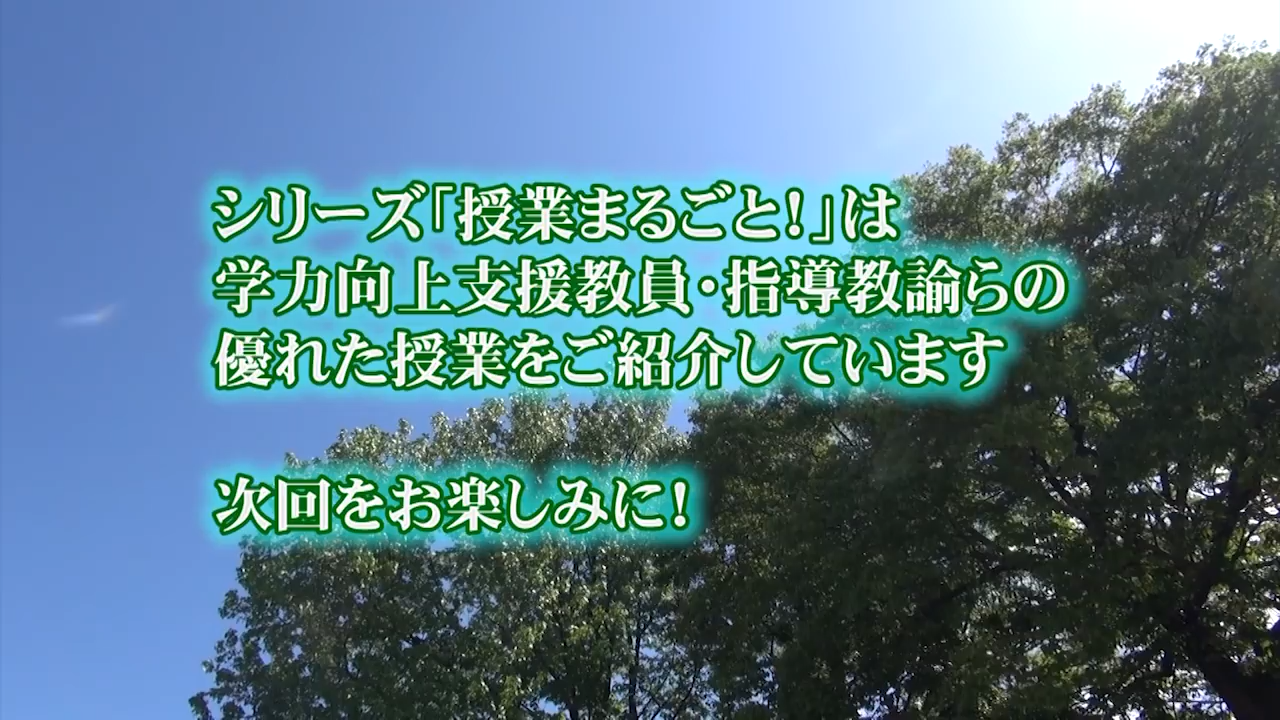 シリーズ「授業まるごと!」は
学力向上支援教員・指導教諭らの
優れた授業をご紹介しています
次回をお楽しみに!